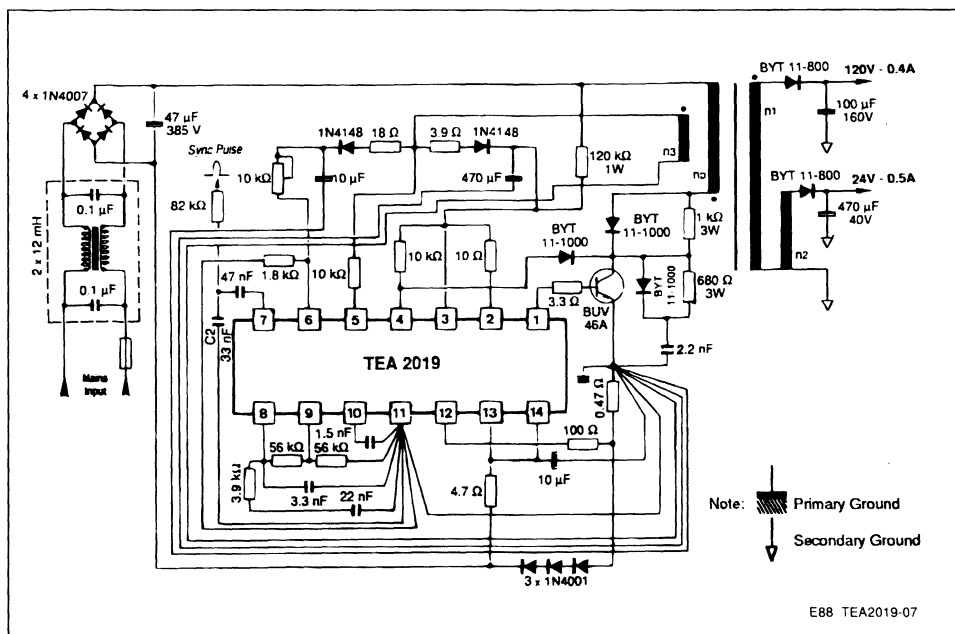 BYT 11-800
120V - 0.4A
4 x 1N4007
n1
100 µF
160V
47 µF
385 V
Sync Pulse
1N4148
18 Ω
3.9 Ω
1N4148
n3
BYT 11-800
24V - 0.5A
10 kΩ
10 µF
470 µF
120 kΩ
1W
np
470 µF
40V
n2
2 x 12 mH
0.1 µF
82 kΩ
BYT
11-1000
1 kΩ
3W
BYT
11-1000
10 kΩ
10 Ω
1.8 kΩ
10 kΩ
47 nF
BYT
11-1000
680 Ω
3W
3.3 Ω
BUV
46A
0.1 µF
C2
33 nF
7
6
5
4
3
2
1
2.2 nF
TEA 2019
Mains
Input
0.47 Ω
8
9
10
11
12
13
14
100 Ω
1.5 nF
56 kΩ
56 kΩ
10 µF
3.9 kΩ
3.3 nF
22 nF
4.7 Ω
Note:
Primary Ground
Secondary Ground
3 x 1N4001
E88 TEA2019-07